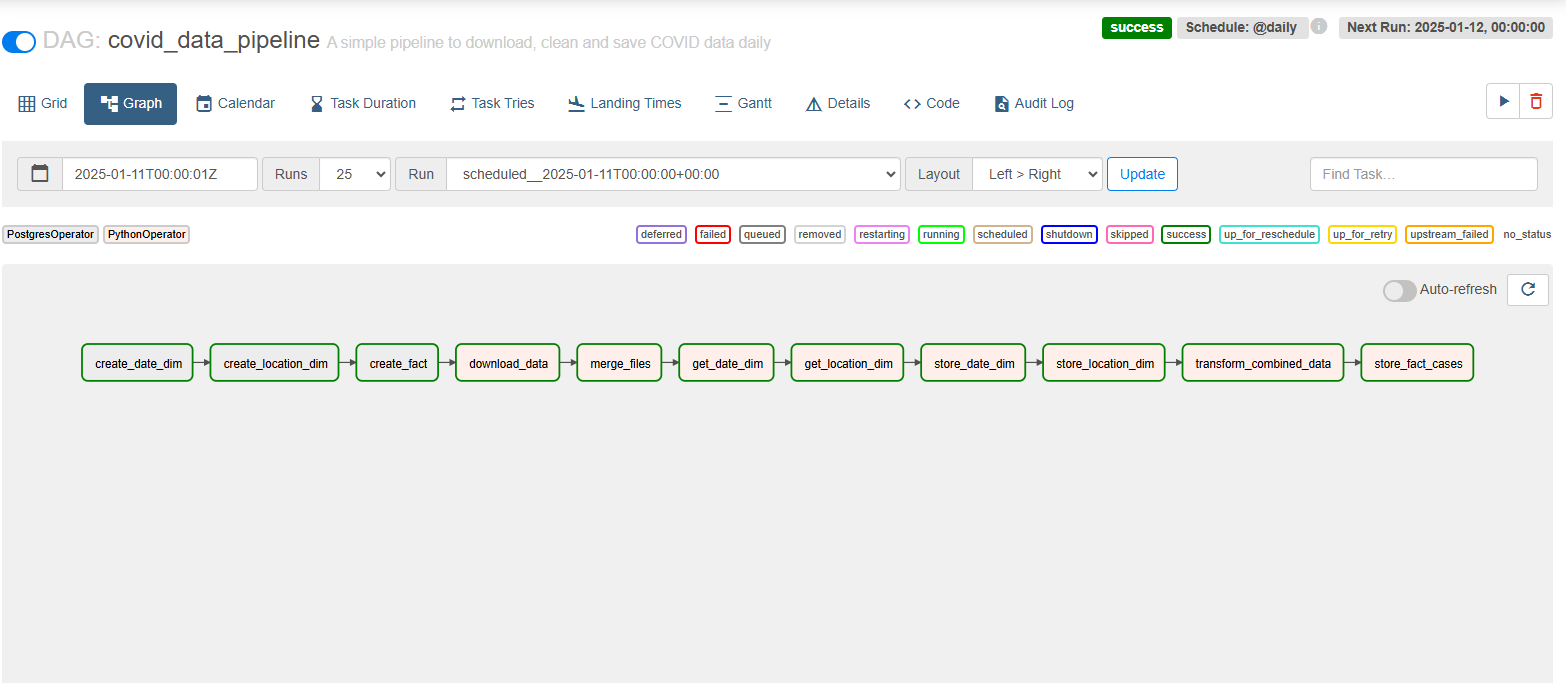 DAG: covid_data_pipeline A simple pipeline to download, clean and save COVID data daily
success Schedule: @daily i Next Run: 2025-01-12, 00:00:00
Grid Graph Calendar Task Duration Task Tries Landing Times Gantt Details Code Audit Log
2025-01-11T00:00:01Z Runs 25 Run scheduled__2025-01-11T00:00:00+00:00 Layout Left > Right Update Find Task…
PostgresOperator PythonOperator deferred failed queued removed restarting running scheduled shutdown skipped success up_for_reschedule up_for_retry upstream_failed no_status
Auto-refresh
create_date_dim create_location_dim create_fact download_data merge_files get_date_dim get_location_dim store_date_dim store_location_dim transform_combined_data store_fact_cases